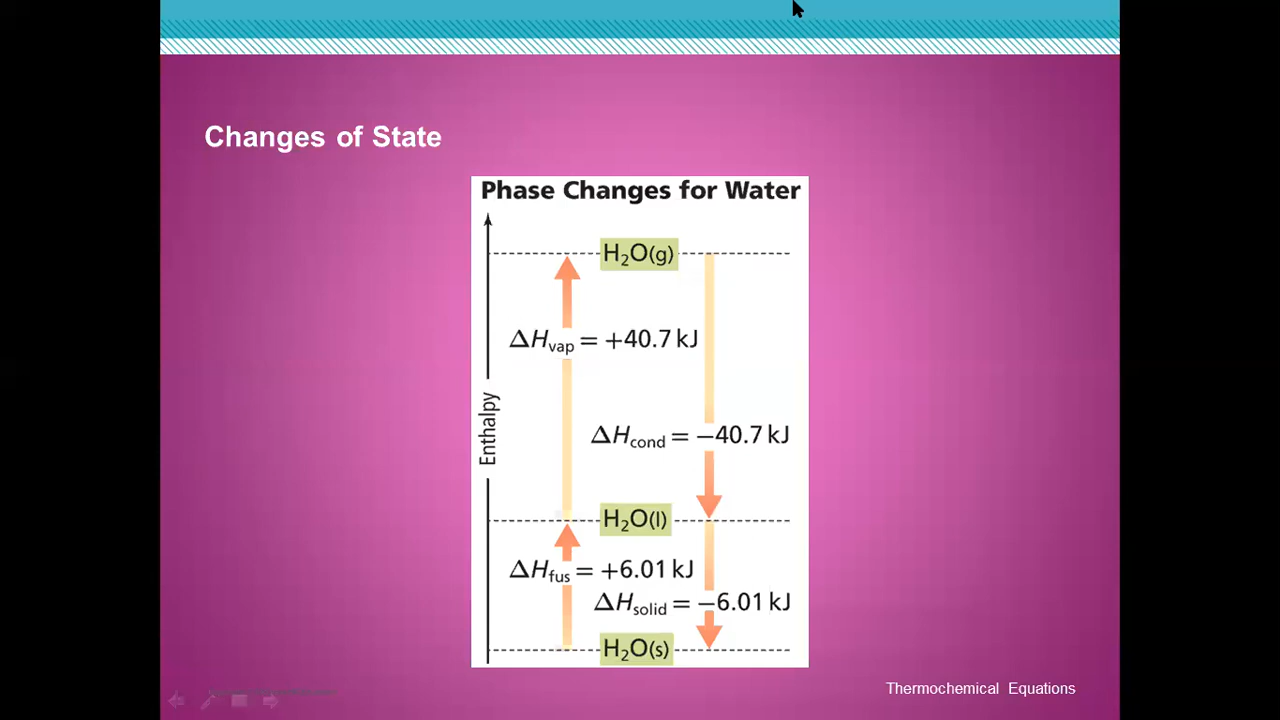 Changes of State
Phase Changes for Water
H₂O(g)
ΔHvap = +40.7 kJ
Enthalpy
ΔHcond = −40.7 kJ
H₂O(l)
ΔHfus = +6.01 kJ
ΔHsolid = −6.01 kJ
H₂O(s)
Thermochemical Equations